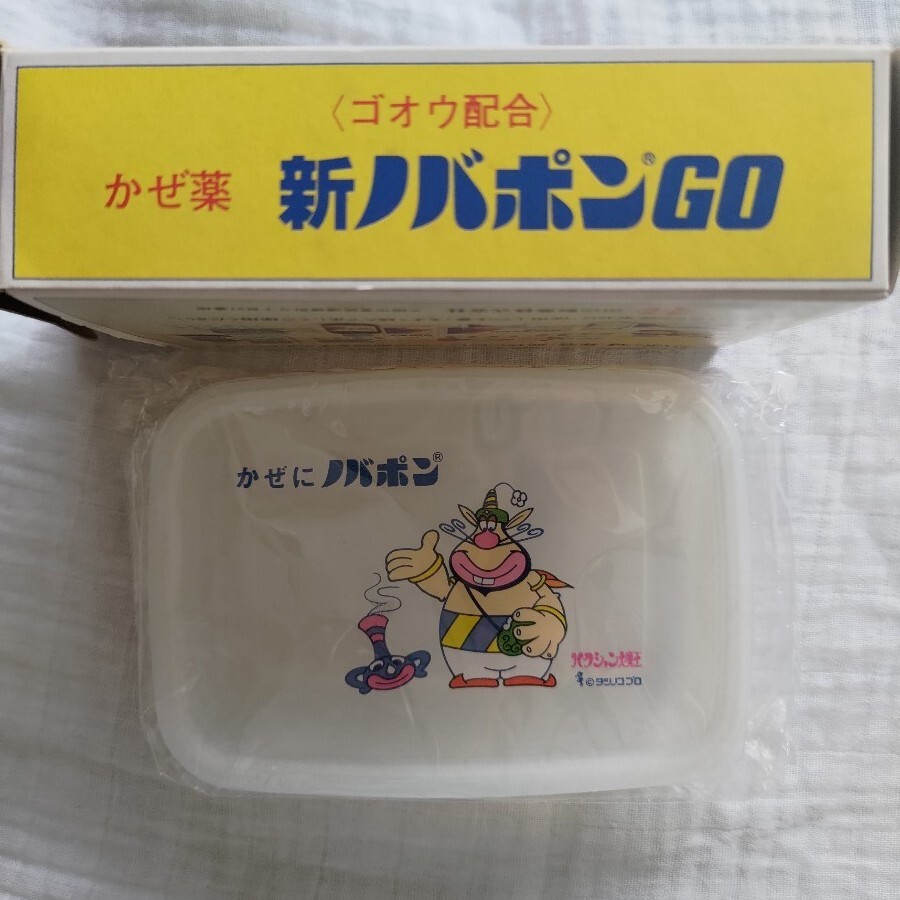 〈ゴオウ配合〉
かぜ薬 新ノバポン®GO
かぜにノバポン®
ハクション大魔王
©タツノコプロ